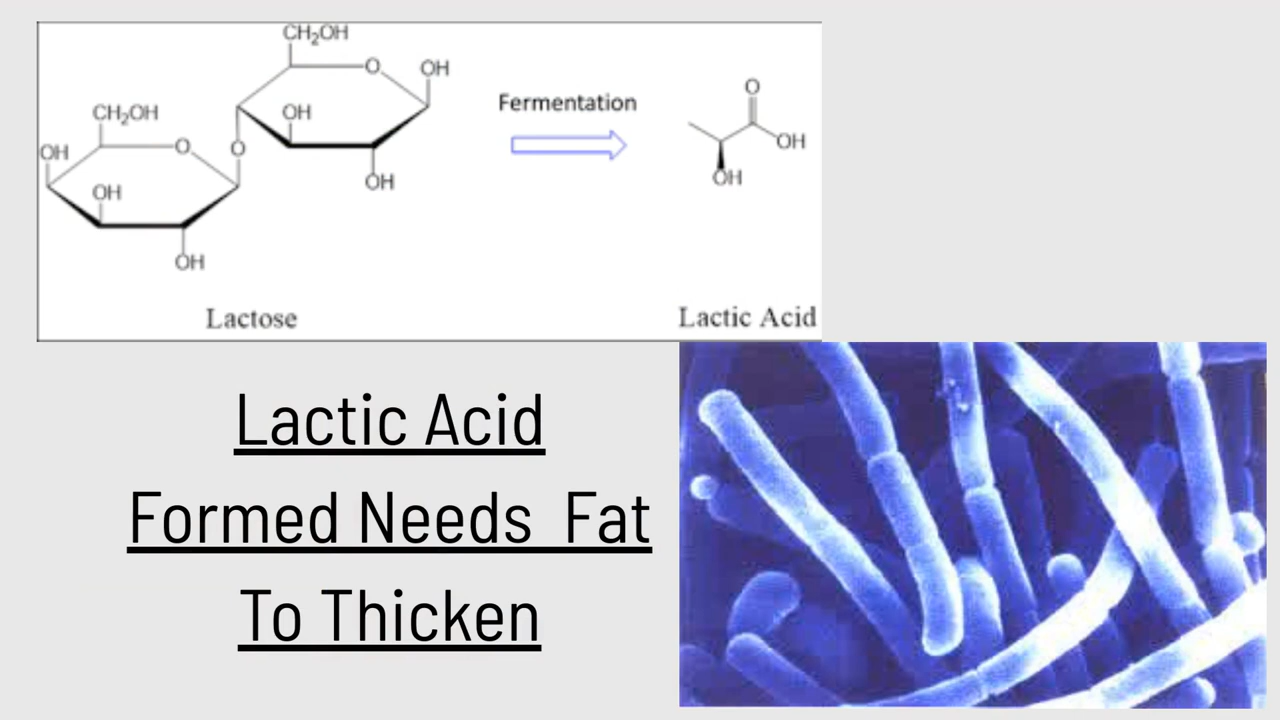 CH₂OH
O
OH
CH₂OH
OH
O
O
OH
OH
OH
OH
Fermentation
O
OH
OH
Lactose
Lactic Acid
Lactic Acid
Formed Needs Fat
To Thicken